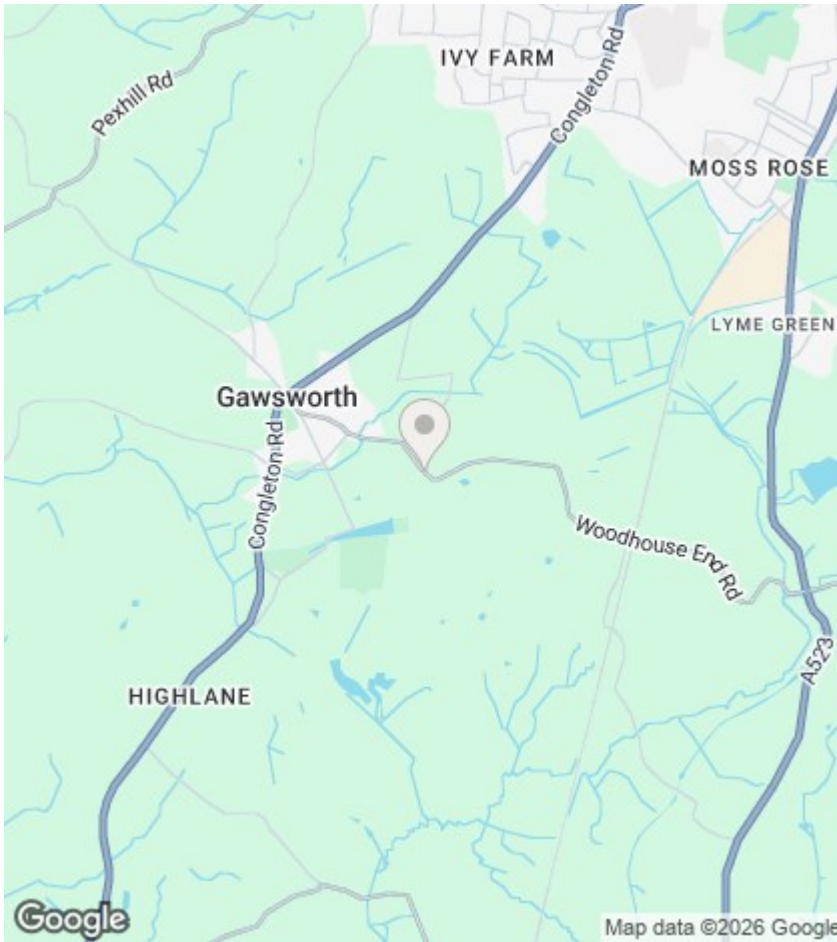 IVY FARM
Congleton Rd
Pexhill Rd
MOSS ROSE
LYME GREEN
Gawsworth
Congleton Rd
Woodhouse End Rd
A523
HIGHLANE
Google
Map data ©2026 Google